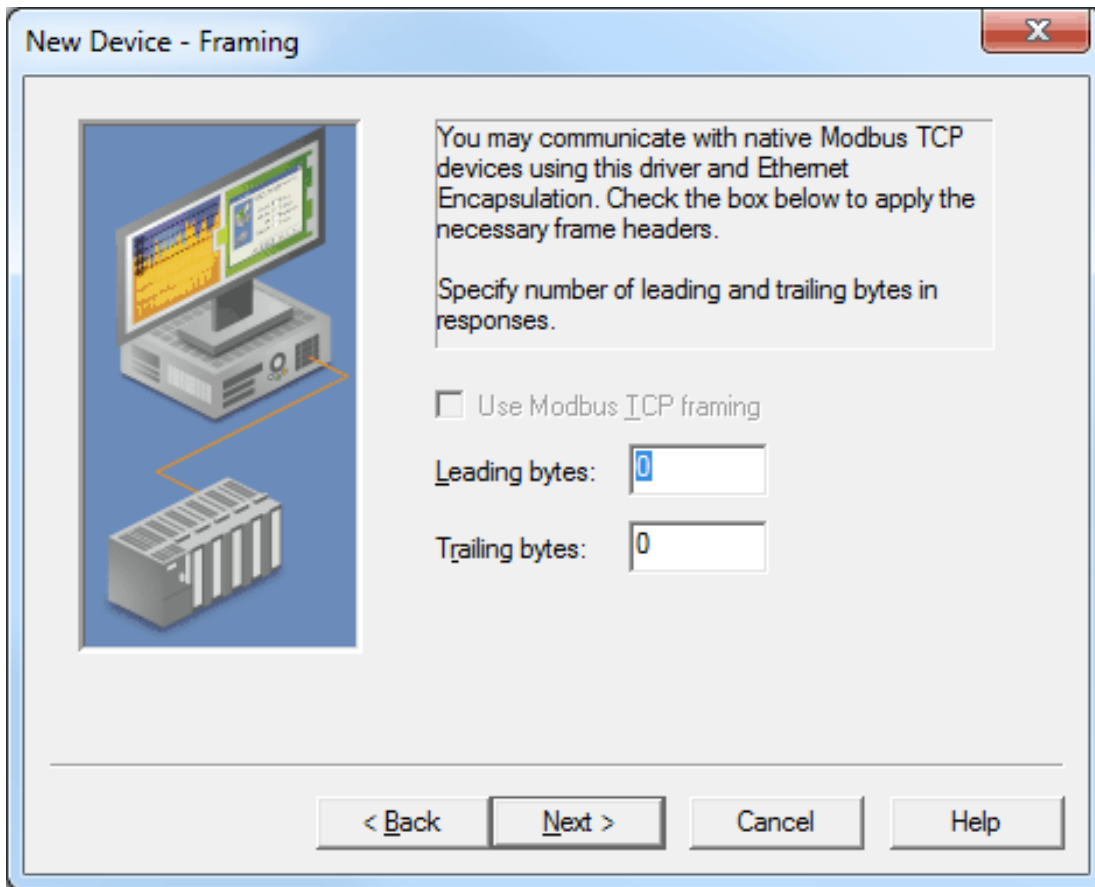 New Device - Framing
You may communicate with native Modbus TCP
devices using this driver and Ethernet
Encapsulation. Check the box below to apply the
necessary frame headers.
Specify number of leading and trailing bytes in
responses.
Use Modbus TCP framing
Leading bytes: 0
Trailing bytes: 0
< Back Next > Cancel Help